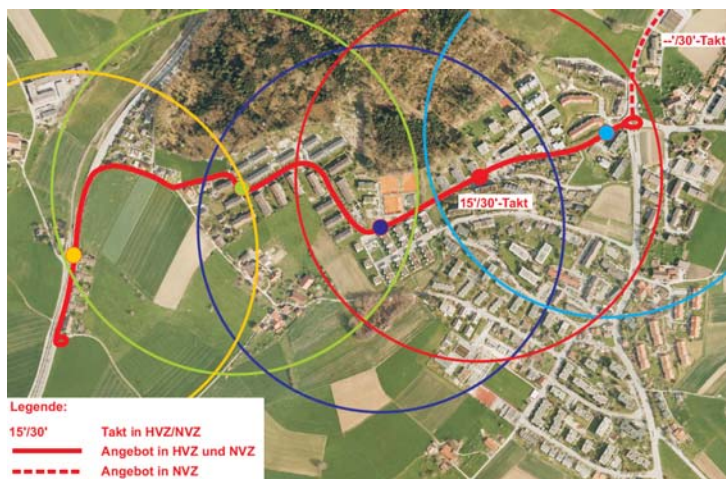 --'/30'-Takt
15'/30'-Takt
Legende:
15'/30' Takt in HVZ/NVZ
Angebot in HVZ und NVZ
Angebot in NVZ